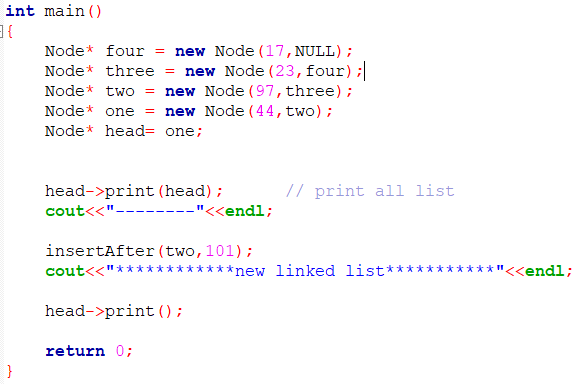 int main()
{
    Node* four = new Node(17,NULL);
    Node* three = new Node(23,four);
    Node* two = new Node(97,three);
    Node* one = new Node(44,two);
    Node* head= one;
    head->print(head);      // print all list
    cout<<"--------"<<endl;
    insertAfter(two,101);
    cout<<"************new linked list***********"<<endl;
    head->print();
    return 0;
}